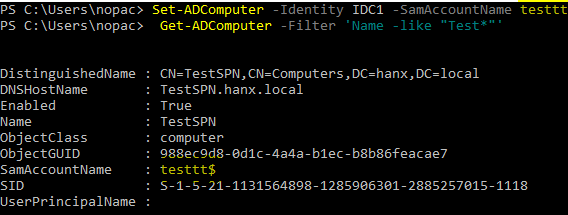 PS C:\Users\nopac> Set-ADComputer -Identity IDC1 -SamAccountName testtt
PS C:\Users\nopac>  Get-ADComputer -Filter 'Name -like "Test*"'
DistinguishedName : CN=TestSPN,CN=Computers,DC=hanx,DC=local
DNSHostName       : TestSPN.hanx.local
Enabled           : True
Name              : TestSPN
ObjectClass       : computer
ObjectGUID        : 988ec9d8-0d1c-4a4a-b1ec-b8b86feacae7
SamAccountName    : testtt$
SID               : S-1-5-21-1131564898-1285906301-2885257015-1118
UserPrincipalName :